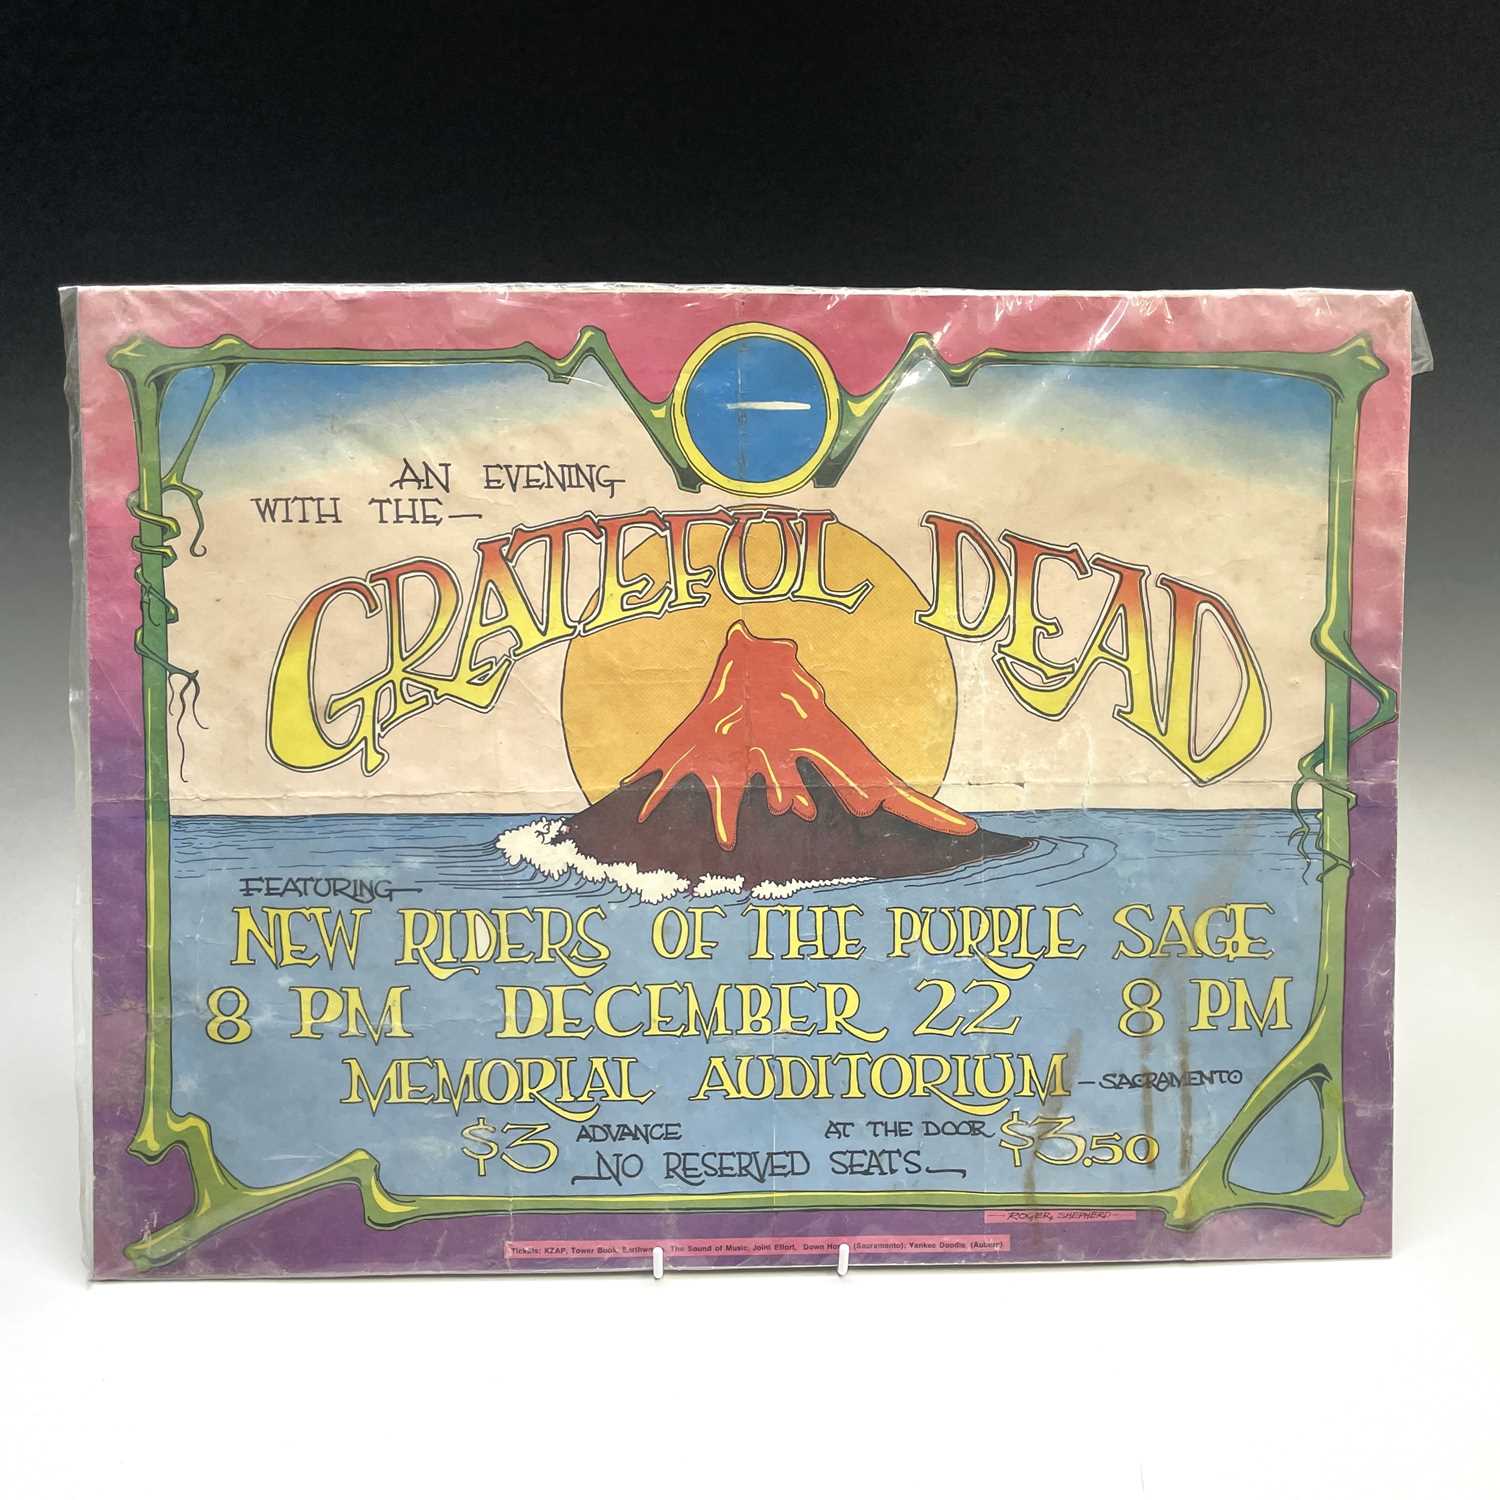 AN EVENING
WITH THE—
GRATEFUL DEAD
FEATURING
NEW RIDERS OF THE PURPLE SAGE
8 PM DECEMBER 22 8 PM
MEMORIAL AUDITORIUM —SACRAMENTO
$3 ADVANCE AT THE DOOR $3.50
NO RESERVED SEATS
ROGER SHEPHERD
Tickets: KZAP, Tower Book, The Sound of Music, Joint Effort, Down (Sacramento); Yankee Doodle, (Auburn)